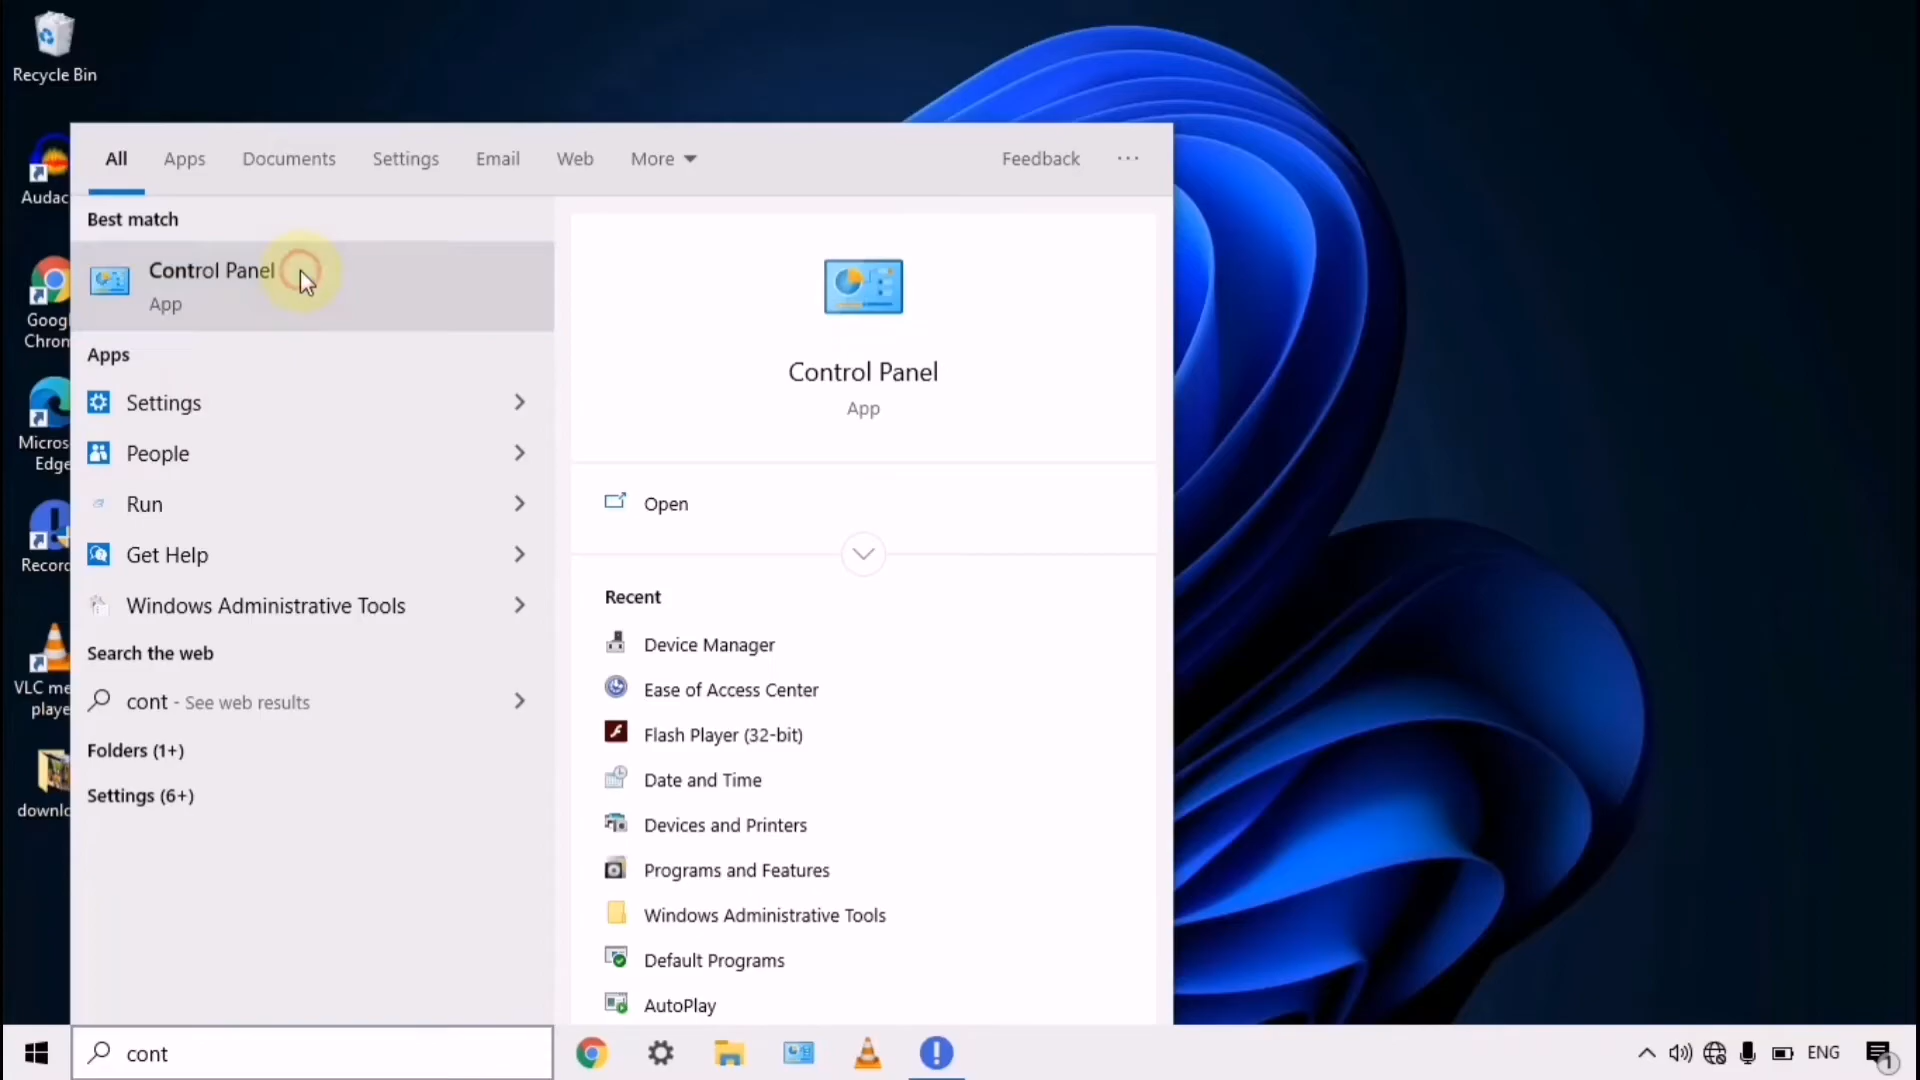 Recycle Bin
Audac
Googl
Chron
Micros
Edge
Record
VLC me
playe
downlo
All
Apps
Documents
Settings
Email
Web
More
Feedback
Best match
Control Panel
App
Apps
Settings
People
Run
Get Help
Windows Administrative Tools
Search the web
cont - See web results
Folders (1+)
Settings (6+)
Control Panel
App
Open
Recent
Device Manager
Ease of Access Center
Flash Player (32-bit)
Date and Time
Devices and Printers
Programs and Features
Windows Administrative Tools
Default Programs
AutoPlay
cont
ENG
1